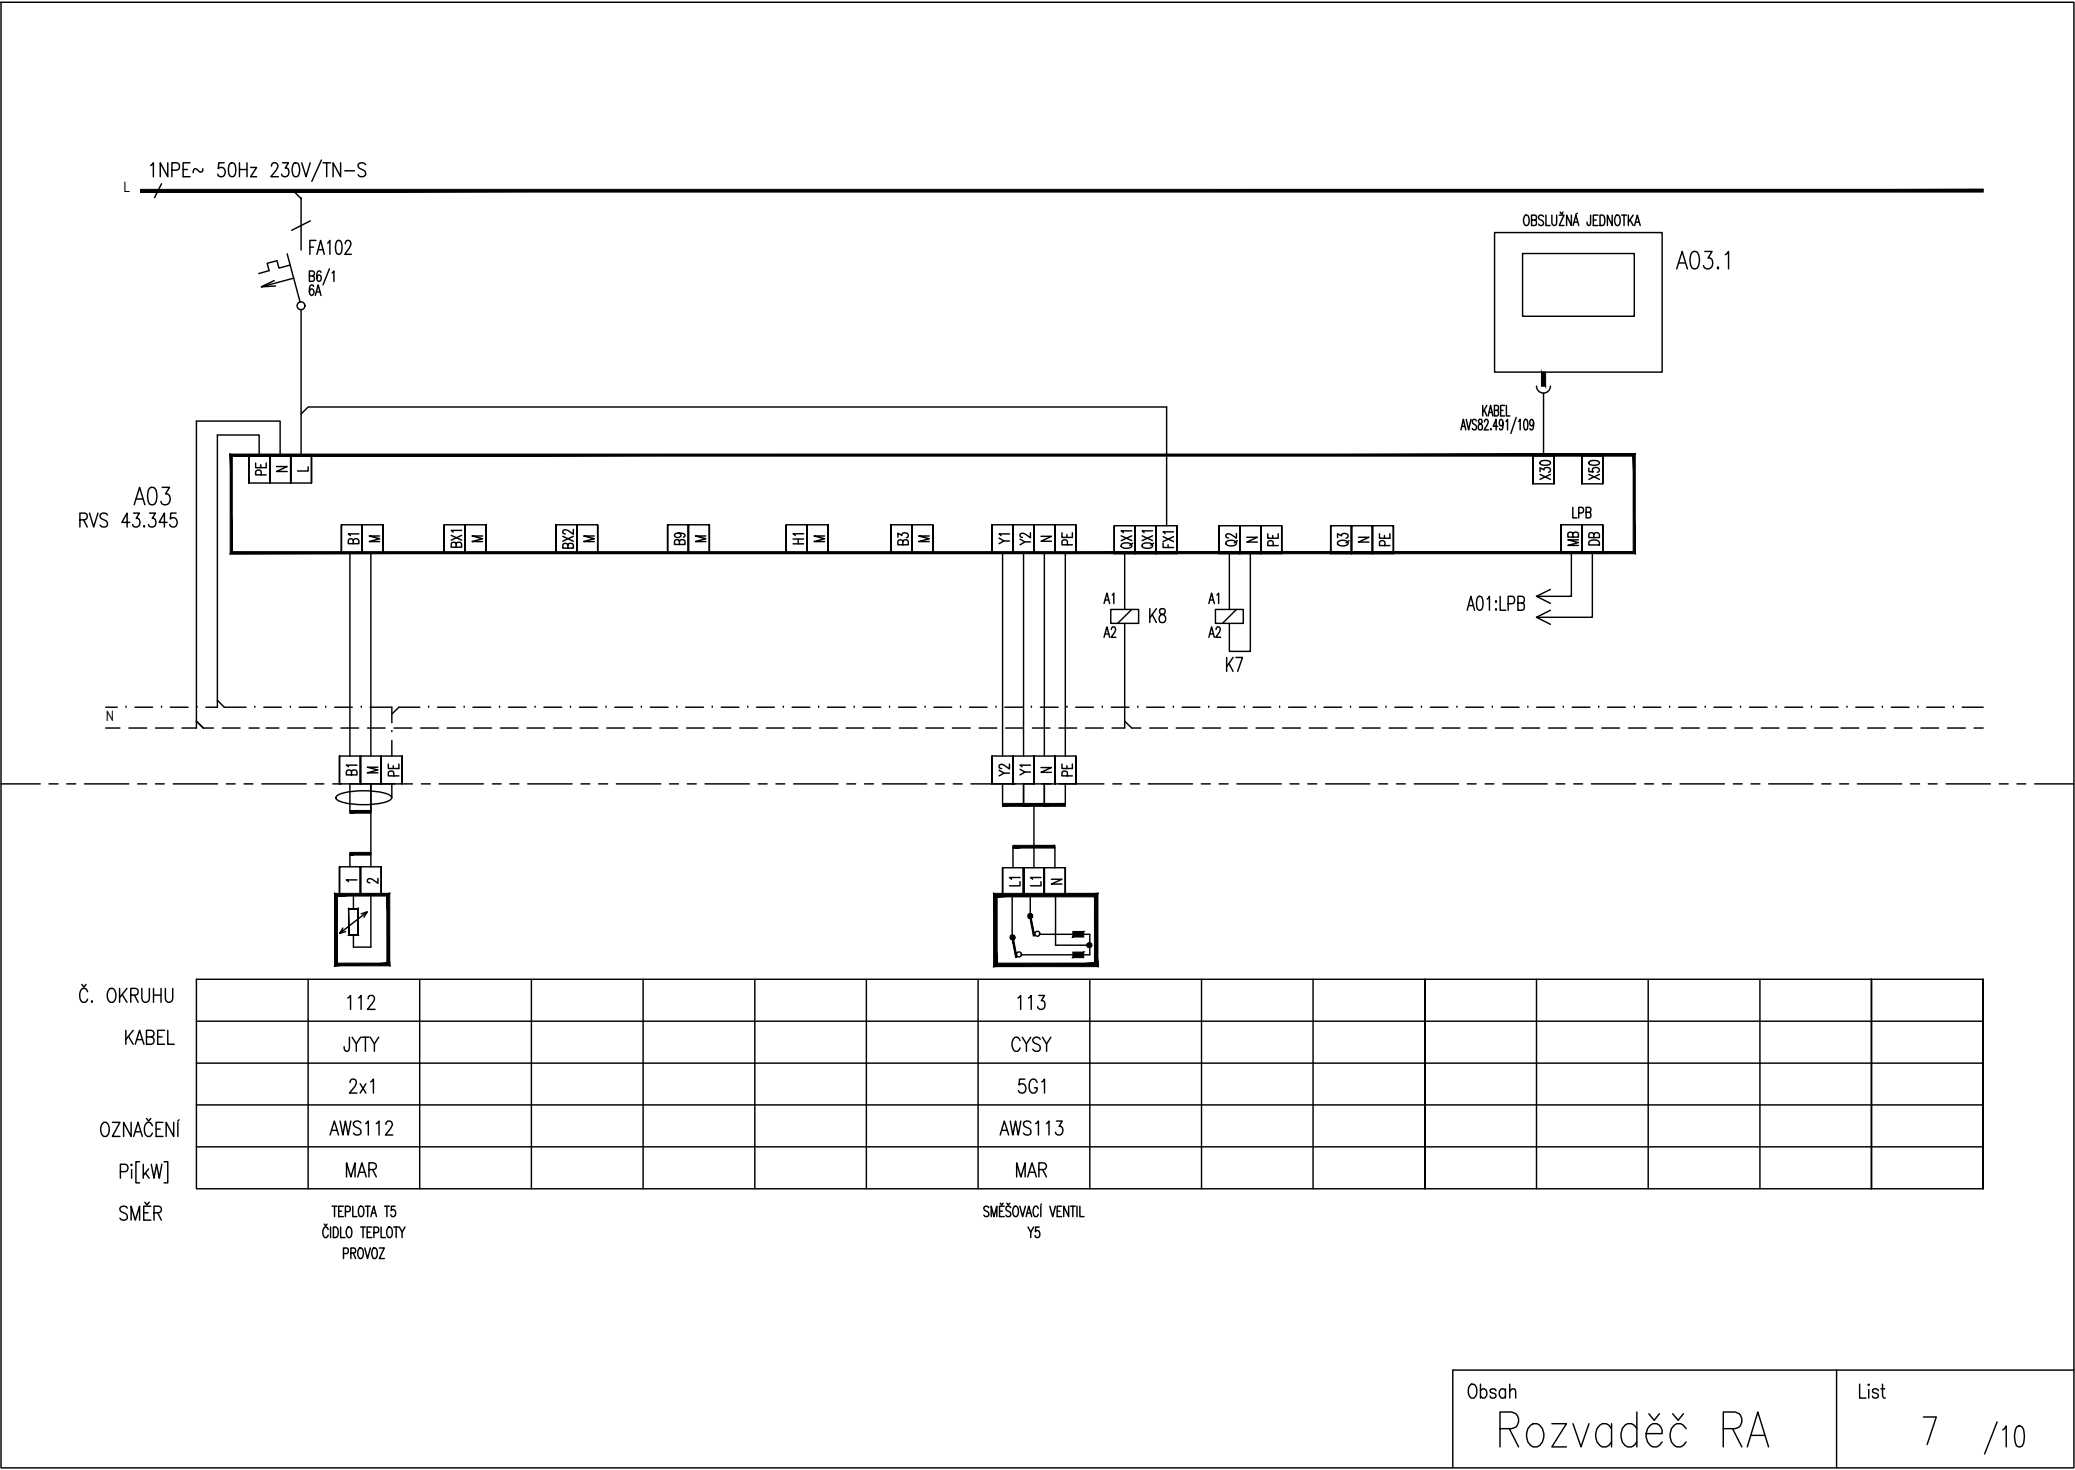 1NPE~ 50Hz 230V/TN-S
L
OBSLUŽNÁ JEDNOTKA
FA102
A03.1
B6/1
6A
KABEL
AVS82.491/109
PE N L
X30 X50
A03
RVS 43.345
LPB
B1 M BX1 M BX2 M B9 M H1 M B3 M Y1 Y2 N PE QX1 QX1 FX1 Q2 N PE Q3 N PE MB DB
A1 A1
A01:LPB
K8
A2 A2
K7
N
B1 M PE Y2 Y1 N PE
1 2 L1 L1 N
Č. OKRUHU 112 113
KABEL JYTY CYSY
2x1 5G1
OZNAČENÍ AWS112 AWS113
Pi[kW] MAR MAR
SMĚR TEPLOTA T5 SMĚŠOVACÍ VENTIL
ČIDLO TEPLOTY Y5
PROVOZ
Obsah List
Rozvaděč RA 7 /10